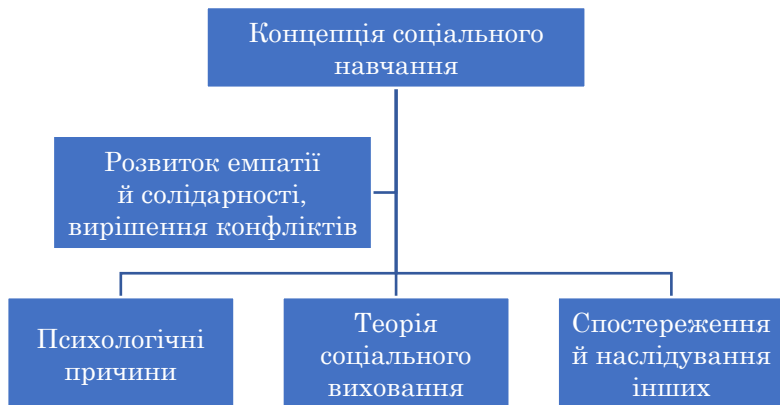 Концепція соціального
навчання
Розвиток емпатії
й солідарності,
вирішення конфліктів
Психологічні
причини
Теорія
соціального
виховання
Спостереження
й наслідування
інших